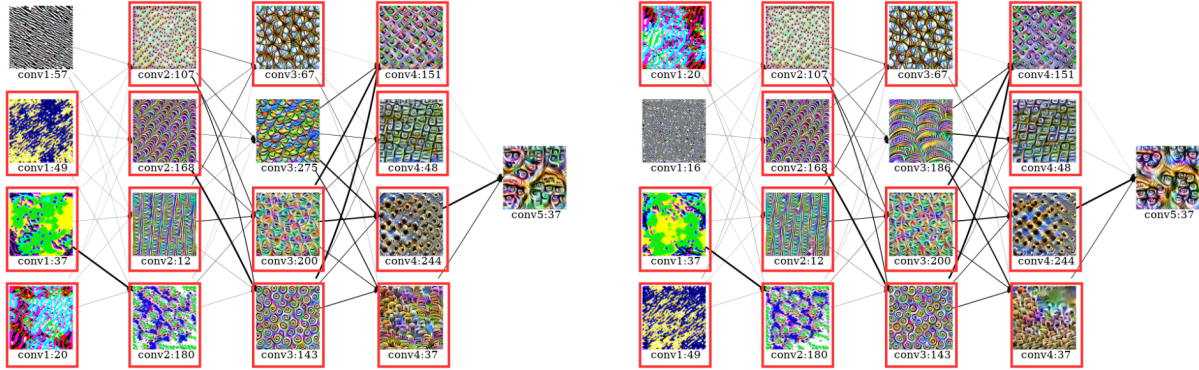 conv1:57 conv2:107 conv3:67 conv4:151 conv1:20 conv2:107 conv3:67 conv4:151
conv1:49 conv2:168 conv3:275 conv4:48 conv1:16 conv2:168 conv3:186 conv4:48
conv5:37 conv5:37
conv1:37 conv2:12 conv3:200 conv4:244 conv1:37 conv2:12 conv3:200 conv4:244
conv1:20 conv2:180 conv3:143 conv4:37 conv1:49 conv2:180 conv3:143 conv4:37